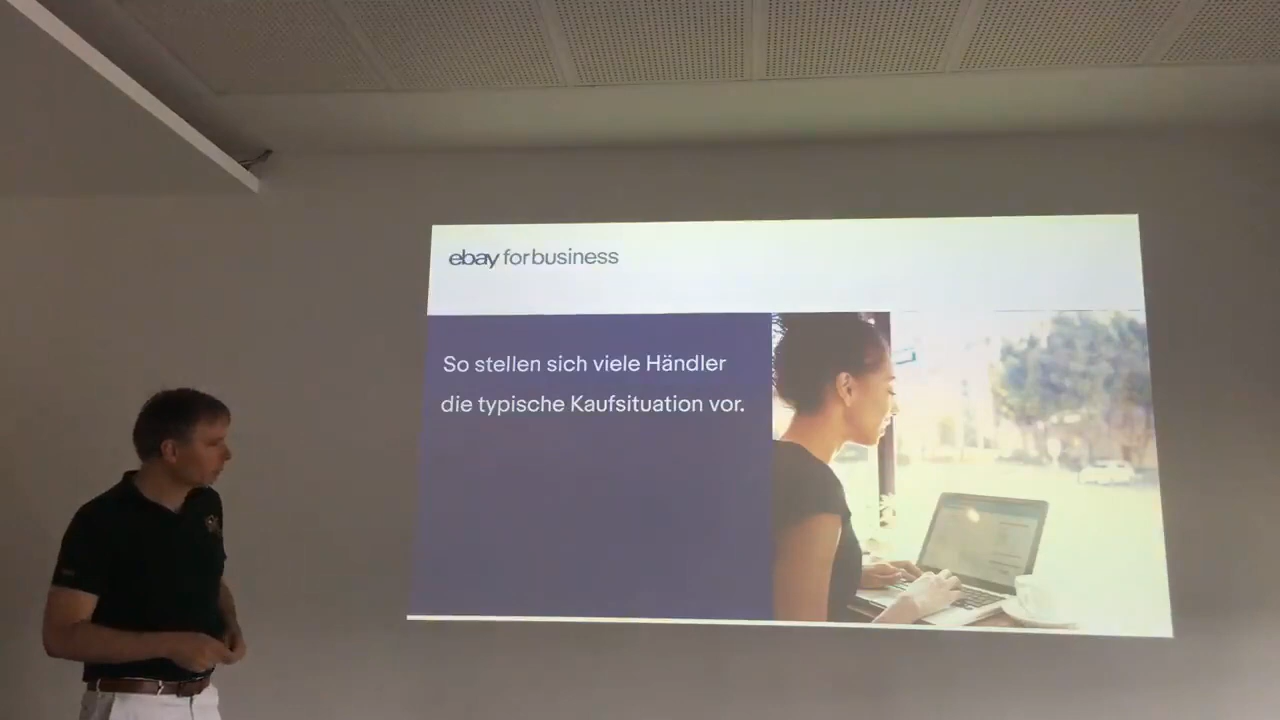 ebay for business
So stellen sich viele Händler
die typische Kaufsituation vor.